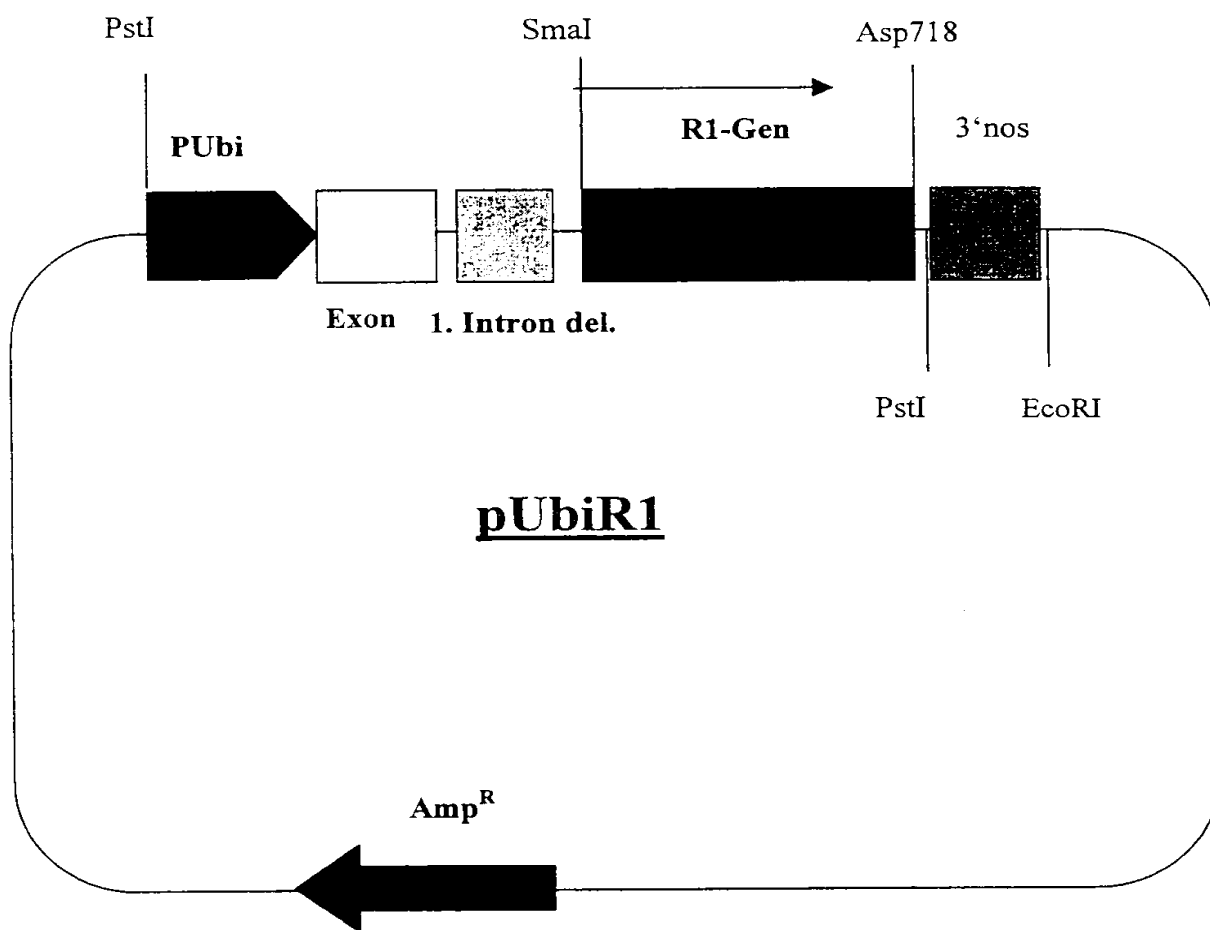 PstI
SmaI
Asp718
PUbi
R1-Gen
3‘nos
Exon
1. Intron del.
PstI
EcoRI
pUbiR1
Amp^R